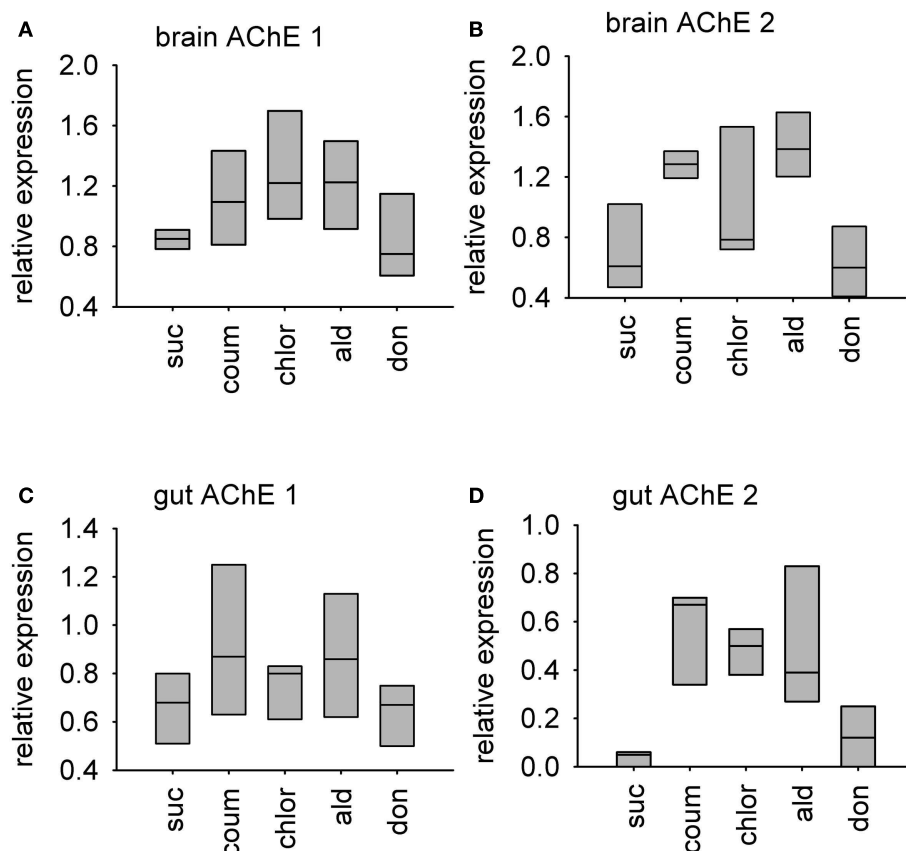 A
brain AChE 1
relative expression
2.0
1.6
1.2
0.8
0.4
suc
coum
chlor
ald
don
B
brain AChE 2
relative expression
2.0
1.6
1.2
0.8
0.4
suc
coum
chlor
ald
don
C
gut AChE 1
relative expression
1.4
1.2
1.0
0.8
0.6
0.4
suc
coum
chlor
ald
don
D
gut AChE 2
relative expression
1.0
0.8
0.6
0.4
0.2
0.0
suc
coum
chlor
ald
don